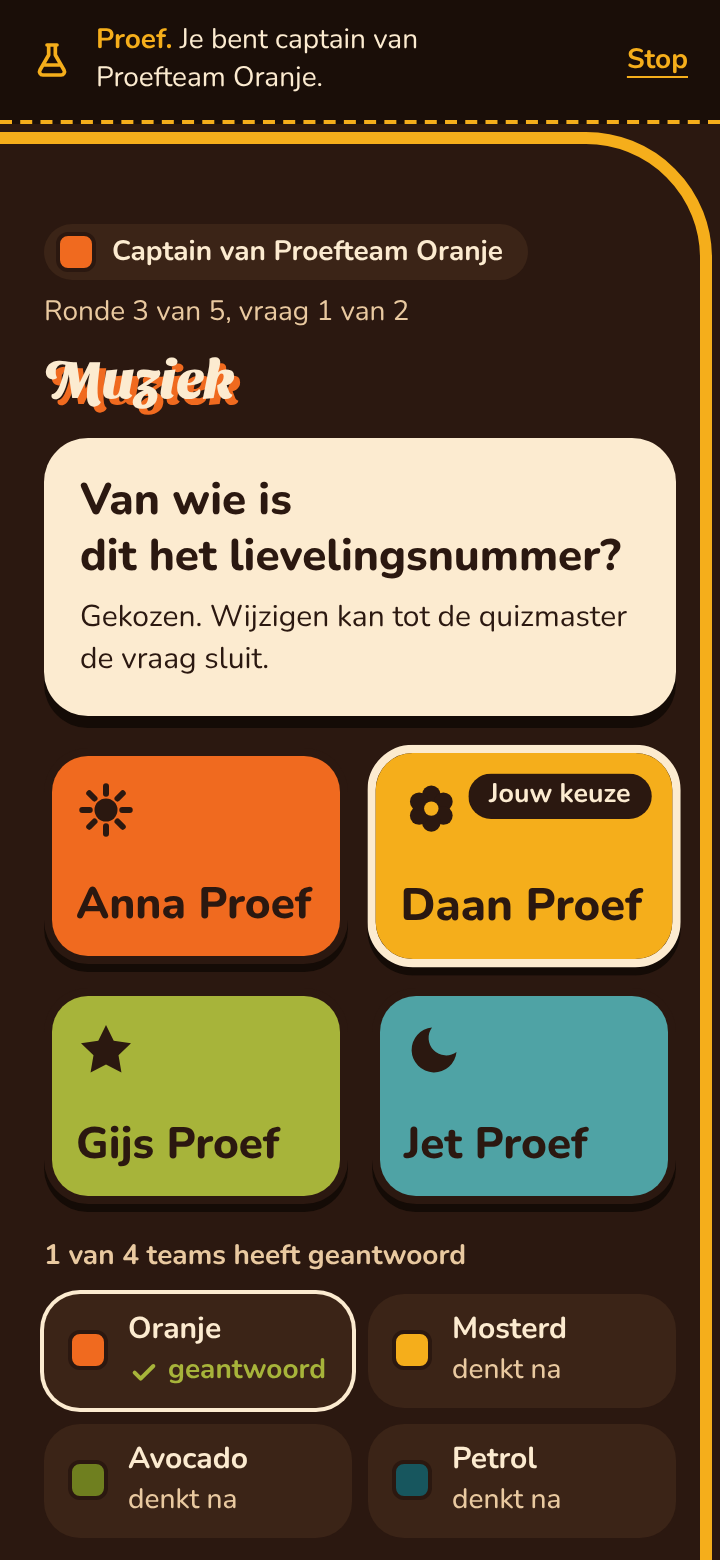 Proef. Je bent captain van
Proefteam Oranje.
Stop
Captain van Proefteam Oranje
Ronde 3 van 5, vraag 1 van 2
Muziek
Van wie is
dit het lievelingsnummer?
Gekozen. Wijzigen kan tot de quizmaster
de vraag sluit.
Anna Proef
Jouw keuze
Daan Proef
Gijs Proef
Jet Proef
1 van 4 teams heeft geantwoord
Oranje
geantwoord
Mosterd
denkt na
Avocado
denkt na
Petrol
denkt na